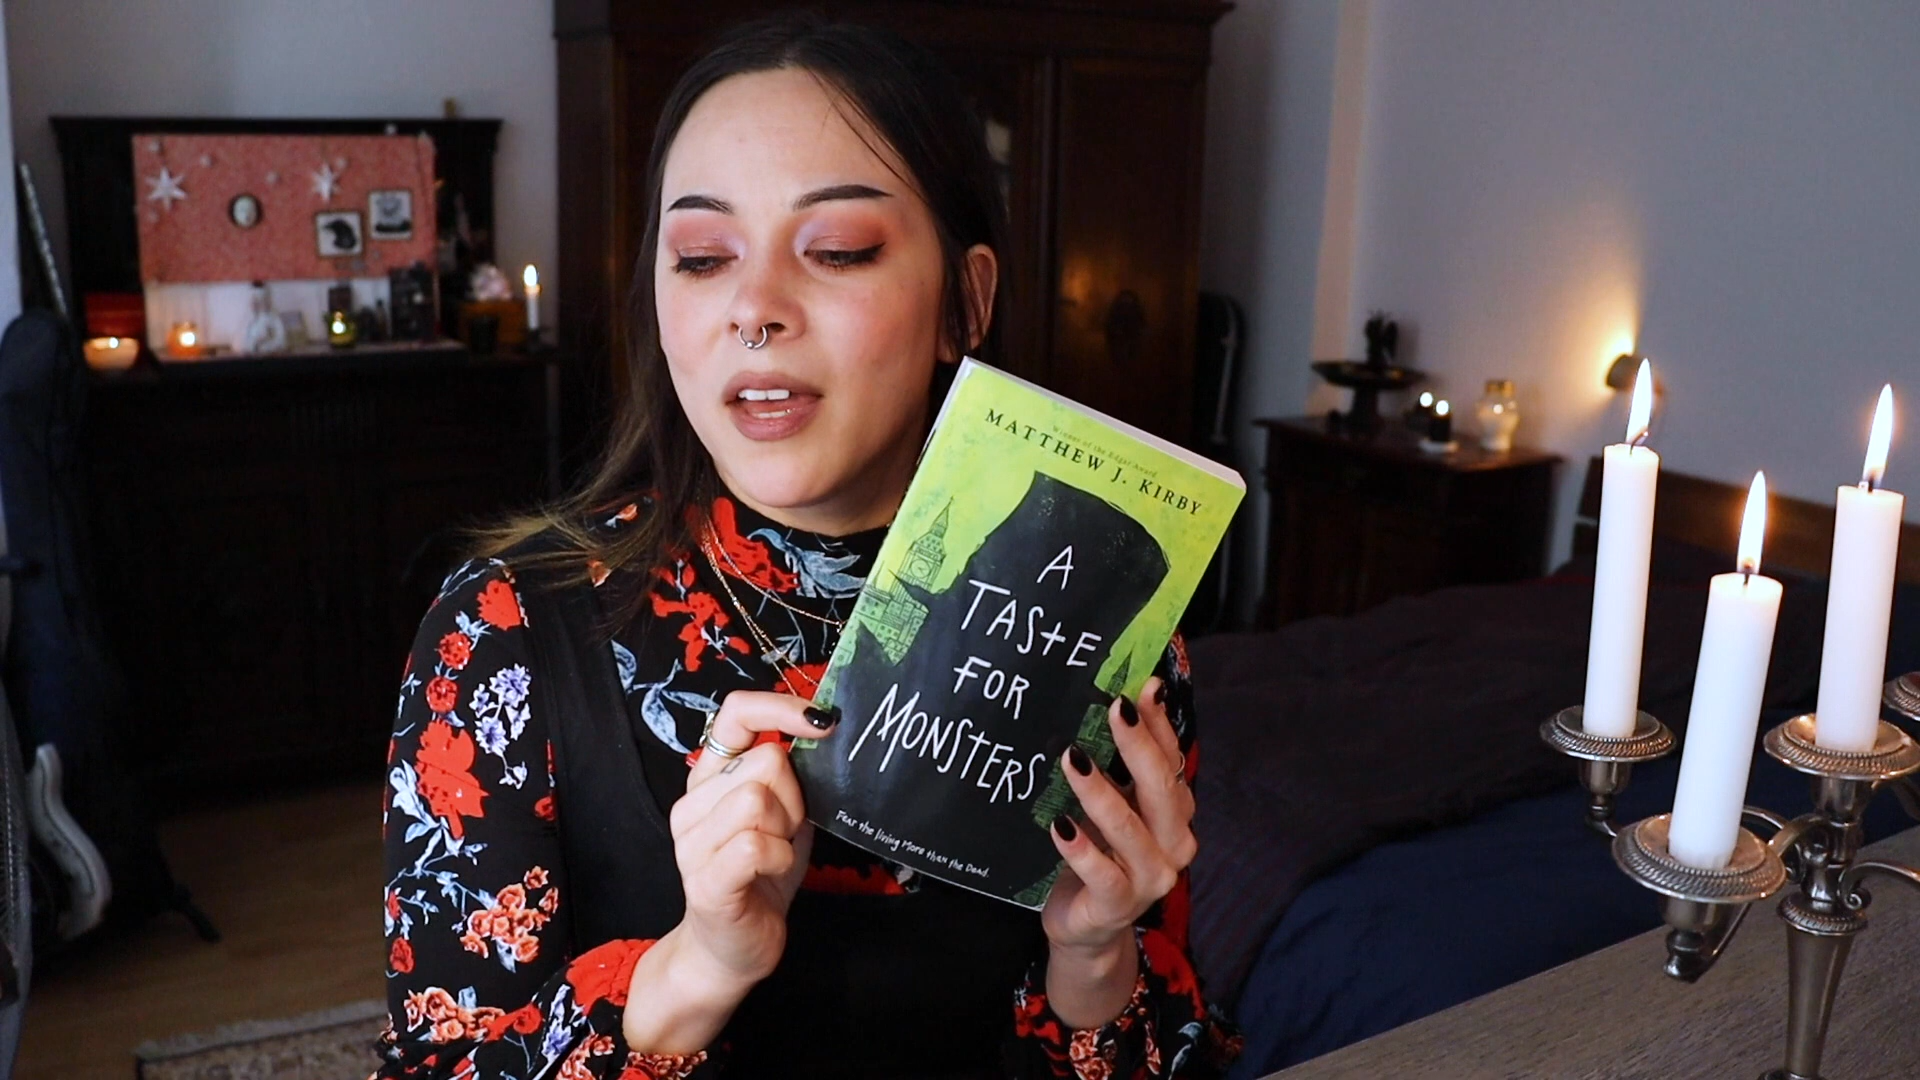 Winner of the Edgar Award
MATTHEW J. KIRBY
A
TASTE
FOR
MONSTERS
Fear the living More than the Dead.